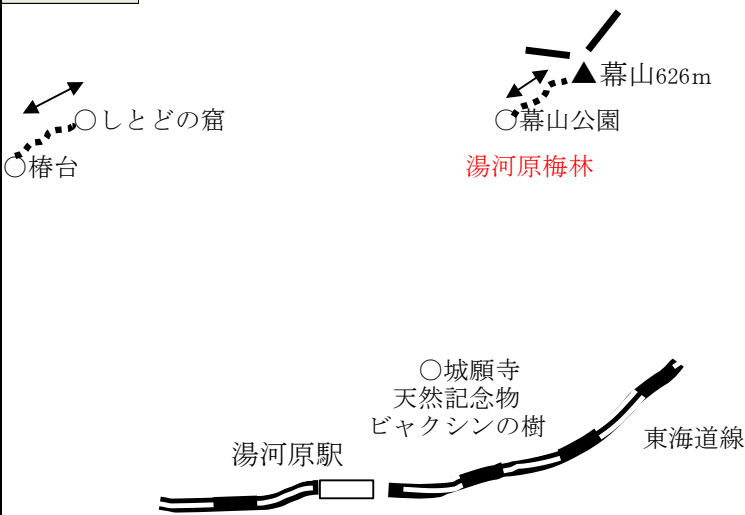 ▲幕山626m
○しとどの窟
○幕山公園
○椿台
湯河原梅林
○城願寺
天然記念物
ビャクシンの樹
東海道線
湯河原駅